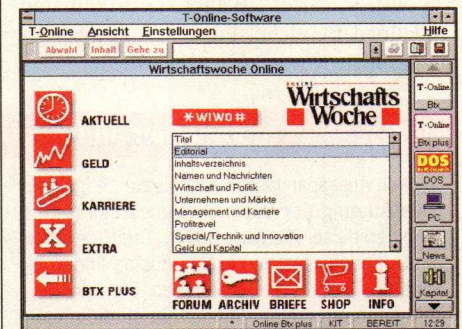 T-Online-Software
T-Online Ansicht Einstellungen Hilfe
Abwahl Inhalt Gehe zu
Wirtschaftswoche Online
ONLINE
Wirtschafts
Woche
*WIWO#
AKTUELL
GELD
KARRIERE
EXTRA
BTX PLUS
Titel
Editorial
Inhaltsverzeichnis
Namen und Nachrichten
Wirtschaft und Politik
Unternehmen und Märkte
Management und Karriere
Profitravel
Special/Technik und Innovation
Geld und Kapital
FORUM ARCHIV BRIEFE SHOP INFO
T-Online
Btx
T-Online
Btx plus
DOS
DOS
PC
News
Kapital
* Online Btx plus KIT BEREIT 12:29